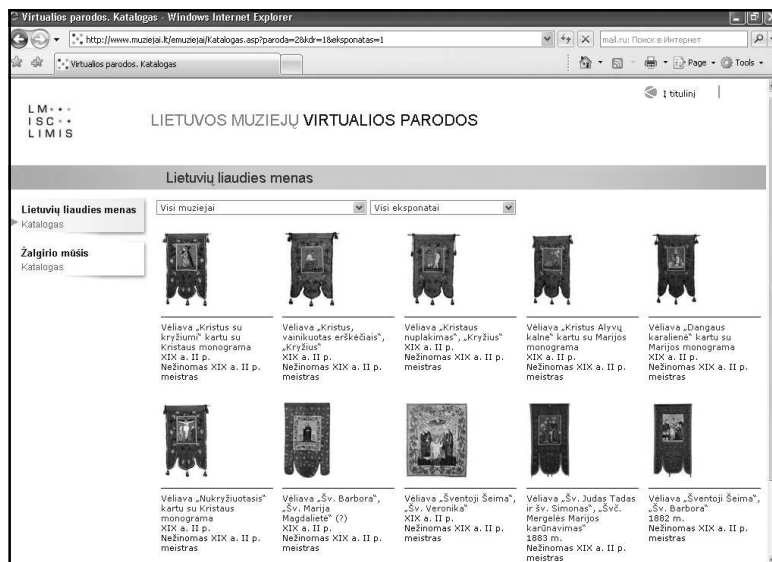 Virtualios parodos. Katalogas - Windows Internet Explorer
http://www.muziejai.lt/emuziejai/Katalogas.asp?paroda=2&kdr=1&eksponatas=1
mail.ru: Поиск в Интернет
Virtualios parodos. Katalogas
Page
Tools
Į titulinį
LM
ISC
LIMIS
LIETUVOS MUZIEJŲ VIRTUALIOS PARODOS
Lietuvių liaudies menas
Lietuvių liaudies menas
Katalogas
Žalgirio mūšis
Katalogas
Visi muziejai
Visi eksponatai
Vėliava „Kristus su
kryžiumi“ kartu su
Kristaus monograma
XIX a. II p.
Nežinomas XIX a. II p.
meistras
Vėliava „Kristus,
vainikuotas erškėčiais“,
„Kryžius“
XIX a. II p.
Nežinomas XIX a. II p.
meistras
Vėliava „Kristaus
nuplakimas“, „Kryžius“
XIX a. II p.
Nežinomas XIX a. II p.
meistras
Vėliava „Kristus Alyvų
kalne“ kartu su Marijos
monograma
XIX a. II p.
Nežinomas XIX a. II p.
meistras
Vėliava „Dangaus
karalienė“ kartu su
Marijos monograma
XIX a. II p.
Nežinomas XIX a. II p.
meistras
Vėliava „Nukryžiuotasis“
kartu su Kristaus
monograma
XIX a. II p.
Nežinomas XIX a. II p.
meistras
Vėliava „Šv. Barbora“,
„Šv. Marija
Magdalietė“ (?)
XIX a. II p.
Nežinomas XIX a. II p.
meistras
Vėliava „Šventoji Šeima“,
„Šv. Veronika“
XIX a. II p.
Nežinomas XIX a. II p.
meistras
Vėliava „Šv. Judas Tadas
ir šv. Simonas“, „Švč.
Mergelės Marijos
karūnavimas“
1883 m.
Nežinomas XIX a. II p.
meistras
Vėliava „Šventoji Šeima“,
„Šv. Barbora“
1882 m.
Nežinomas XIX a. II p.
meistras